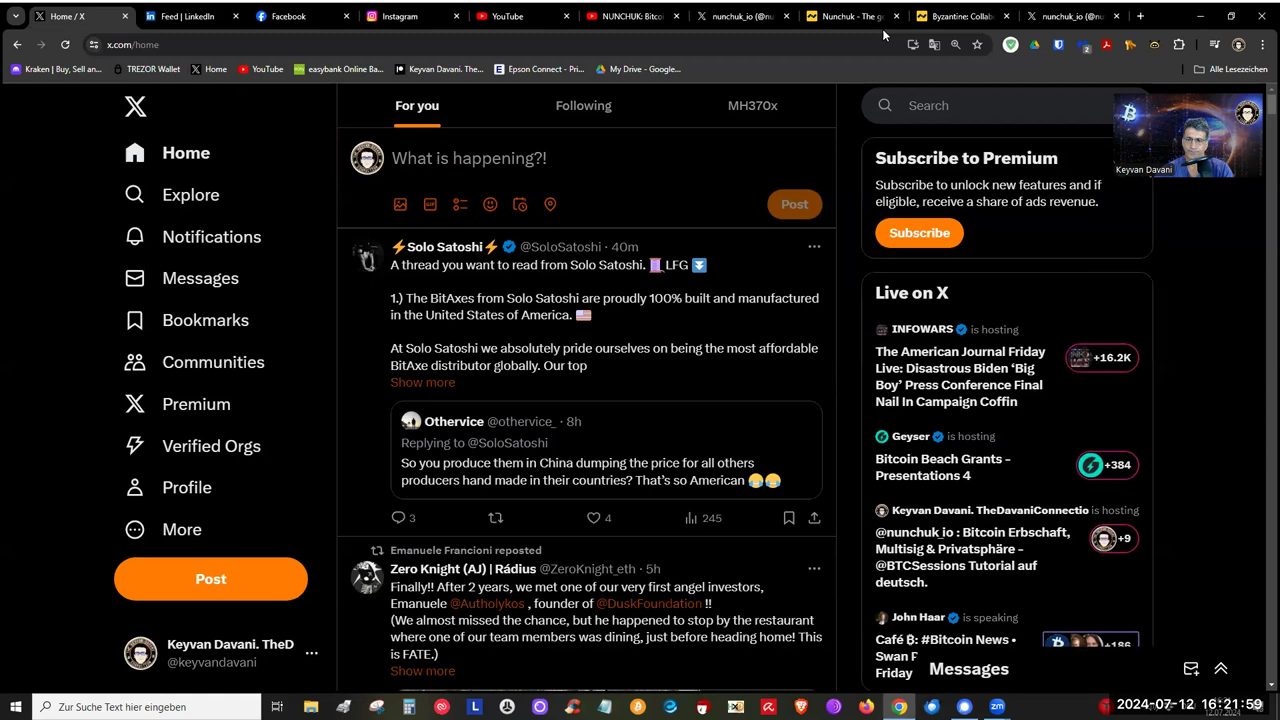 Home / X
Feed | LinkedIn
Facebook
Instagram
YouTube
NUNCHUK: Bitco
nunchuk_io (@nu
Nunchuk - The g
Byzantine: Collab
nunchuk_io (@nu
x.com/home
Kraken | Buy, Sell an...
TREZOR Wallet
Home
YouTube
easybank Online Ba...
Keyvan Davani. The...
Epson Connect - Pri...
My Drive - Google...
Alle Lesezeichen
For you
Following
MH370x
Search
Home
Explore
Notifications
Messages
Bookmarks
Communities
Premium
Verified Orgs
Profile
More
Post
Keyvan Davani. TheD
@keyvandavani
What is happening?!
GIF
Post
⚡Solo Satoshi⚡ @SoloSatoshi · 40m
A thread you want to read from Solo Satoshi. 🧵 LFG ⏬
1.) The BitAxes from Solo Satoshi are proudly 100% built and manufactured
in the United States of America. 🇺🇸
At Solo Satoshi we absolutely pride ourselves on being the most affordable
BitAxe distributor globally. Our top
Show more
Othervice @othervice_ · 8h
Replying to @SoloSatoshi
So you produce them in China dumping the price for all others
producers hand made in their countries? That's so American 😂😂
3
4
245
Emanuele Francioni reposted
Zero Knight (AJ) | Rádius @ZeroKnight_eth · 5h
Finally!! After 2 years, we met one of our very first angel investors,
Emanuele @Autholykos , founder of @DuskFoundation !!
(We almost missed the chance, but he happened to stop by the restaurant
where one of our team members was dining, just before heading home! This
is FATE.)
Show more
Keyvan Davani
Subscribe to Premium
Subscribe to unlock new features and if
eligible, receive a share of ads revenue.
Subscribe
Live on X
INFOWARS is hosting
The American Journal Friday
Live: Disastrous Biden 'Big
Boy' Press Conference Final
Nail In Campaign Coffin
+16.2K
Geyser is hosting
Bitcoin Beach Grants –
Presentations 4
+384
Keyvan Davani. TheDavaniConnectio is hosting
@nunchuk_io : Bitcoin Erbschaft,
Multisig & Privatsphäre –
@BTCSessions Tutorial auf
deutsch.
+9
John Haar is speaking
Café ₿: #Bitcoin News •
Swan
Friday
+186
Messages
Zur Suche Text hier eingeben
2024-07-12 16:21:59